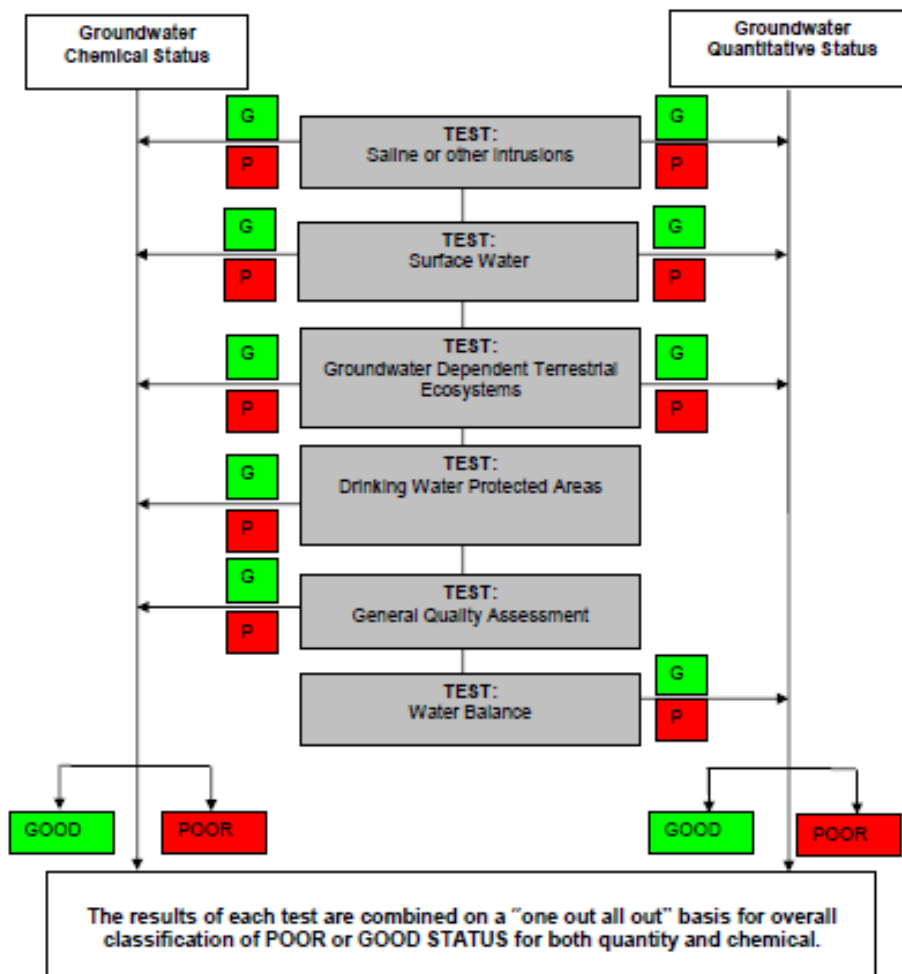 Groundwater
Chemical Status
Groundwater
Quantitative Status
G
P
TEST:
Saline or other Intrusions
G
P
G
P
TEST:
Surface Water
G
P
G
P
TEST:
Groundwater Dependent Terrestrial
Ecosystems
G
P
G
P
TEST:
Drinking Water Protected Areas
G
P
TEST:
General Quality Assessment
TEST:
Water Balance
G
P
GOOD
POOR
GOOD
POOR
The results of each test are combined on a "one out all out" basis for overall
classification of POOR or GOOD STATUS for both quantity and chemical.